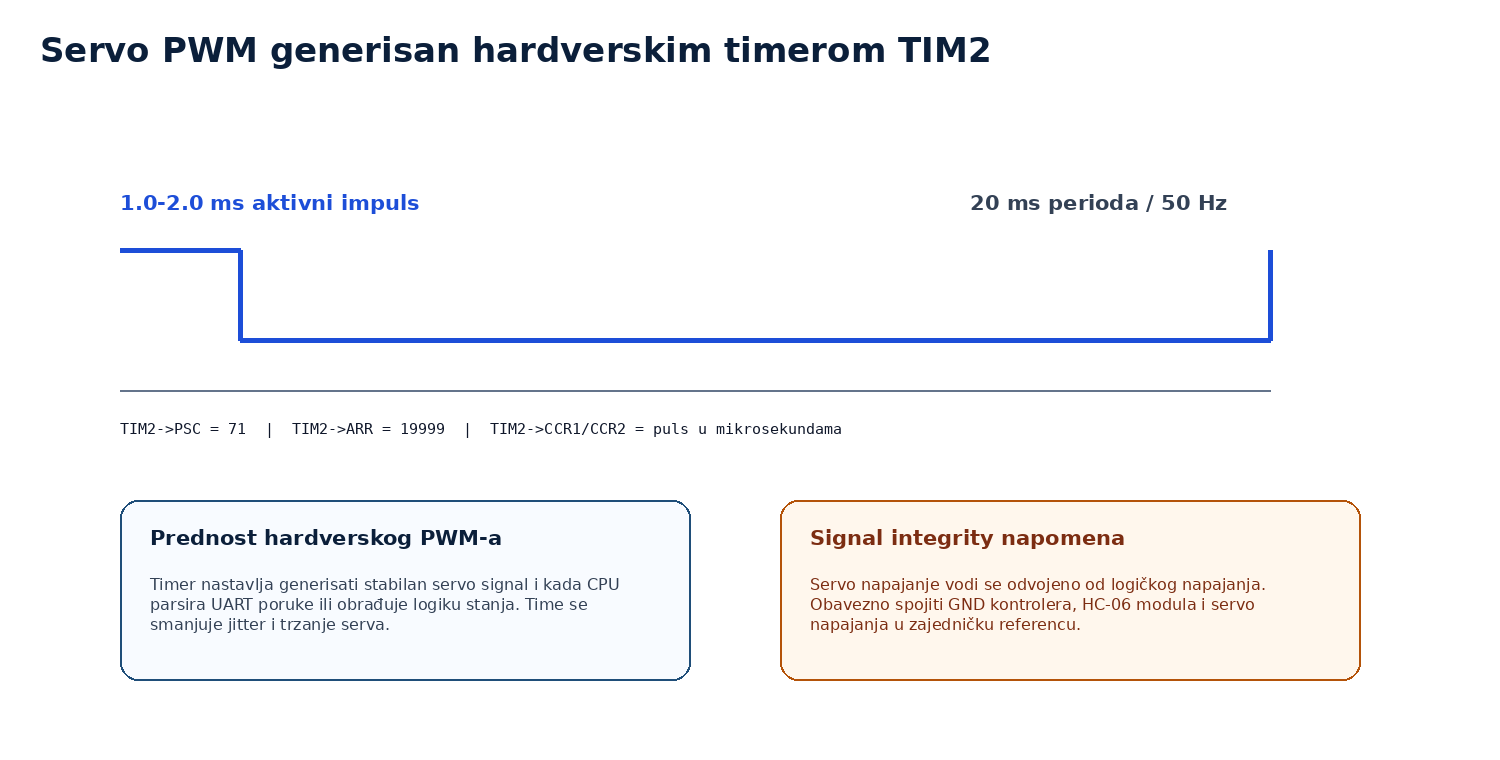 Servo PWM generisan hardverskim timerom TIM2
1.0-2.0 ms aktivni impuls
20 ms perioda / 50 Hz
TIM2->PSC = 71 | TIM2->ARR = 19999 | TIM2->CCR1/CCR2 = puls u mikrosekundama
Prednost hardverskog PWM-a
Timer nastavlja generisati stabilan servo signal i kada CPU
parsira UART poruke ili obrađuje logiku stanja. Time se
smanjuje jitter i trzanje serva.
Signal integrity napomena
Servo napajanje vodi se odvojeno od logičkog napajanja.
Obavezno spojiti GND kontrolera, HC-06 modula i servo
napajanja u zajedničku referencu.